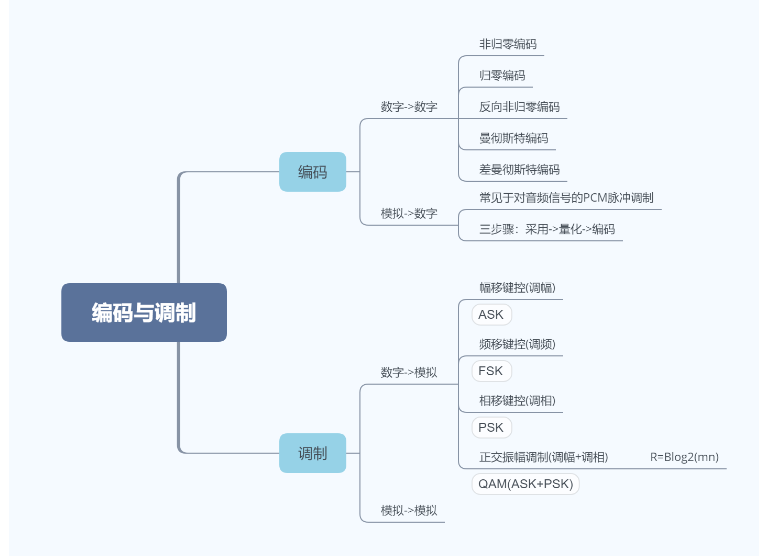 编码与调制
编码
数字->数字
非归零编码
归零编码
反向非归零编码
曼彻斯特编码
差曼彻斯特编码
模拟->数字
常见于对音频信号的PCM脉冲调制
三步骤：采用->量化->编码
调制
数字->模拟
幅移键控(调幅)
ASK
频移键控(调频)
FSK
相移键控(调相)
PSK
正交振幅调制(调幅+调相)
R=Blog2(mn)
QAM(ASK+PSK)
模拟->模拟